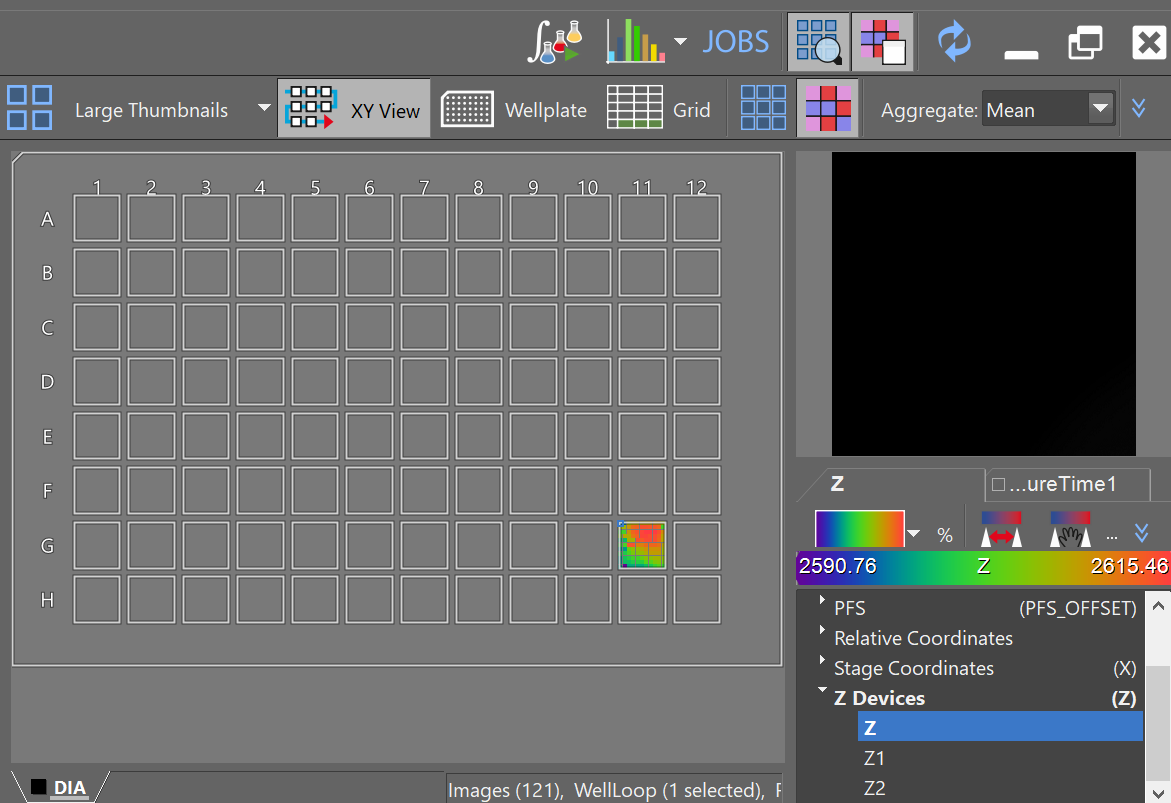 JOBS
Large Thumbnails
XY View
Wellplate
Grid
Aggregate: Mean
1 2 3 4 5 6 7 8 9 10 11 12
A
B
C
D
E
F
G
H
Z
...ureTime1
%
...
2590.76 Z 2615.46
PFS (PFS_OFFSET)
Relative Coordinates
Stage Coordinates (X)
Z Devices (Z)
Z
Z1
Z2
DIA
Images (121), WellLoop (1 selected),